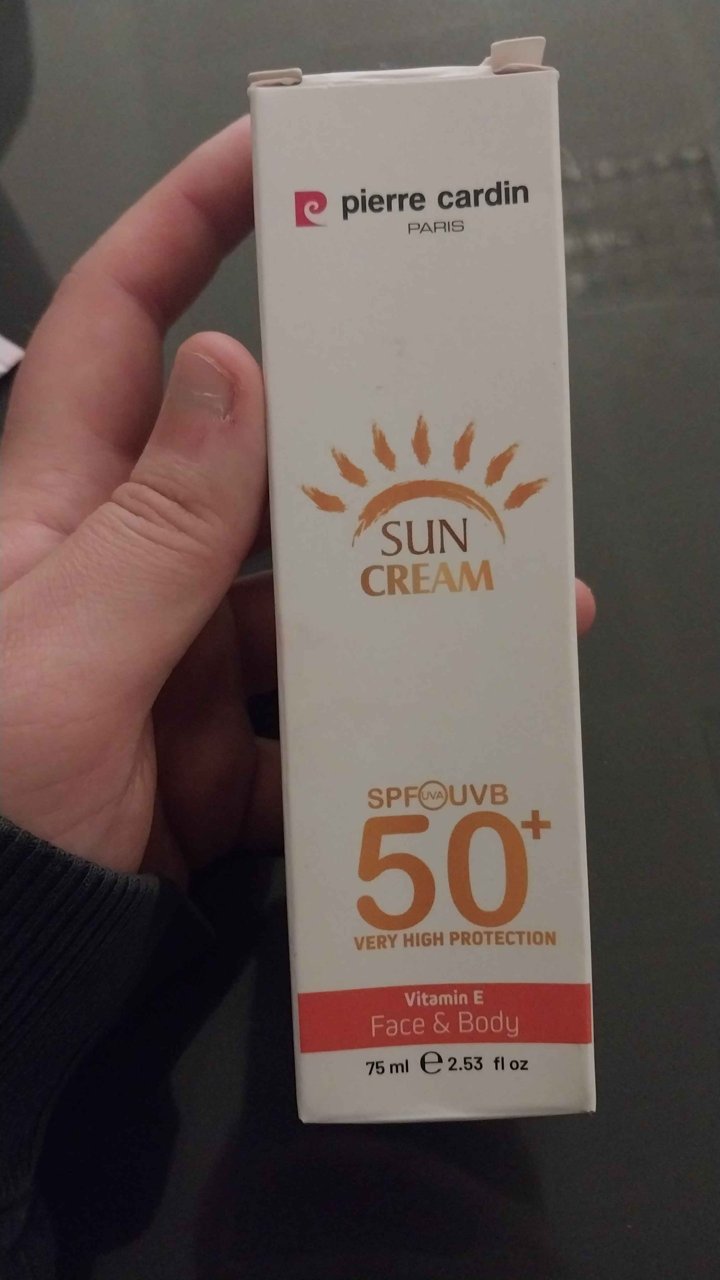 pierre cardin
PARIS
SUN
CREAM
SPF UVA UVB
50+
VERY HIGH PROTECTION
Vitamin E
Face & Body
75 ml ℮ 2.53 fl oz